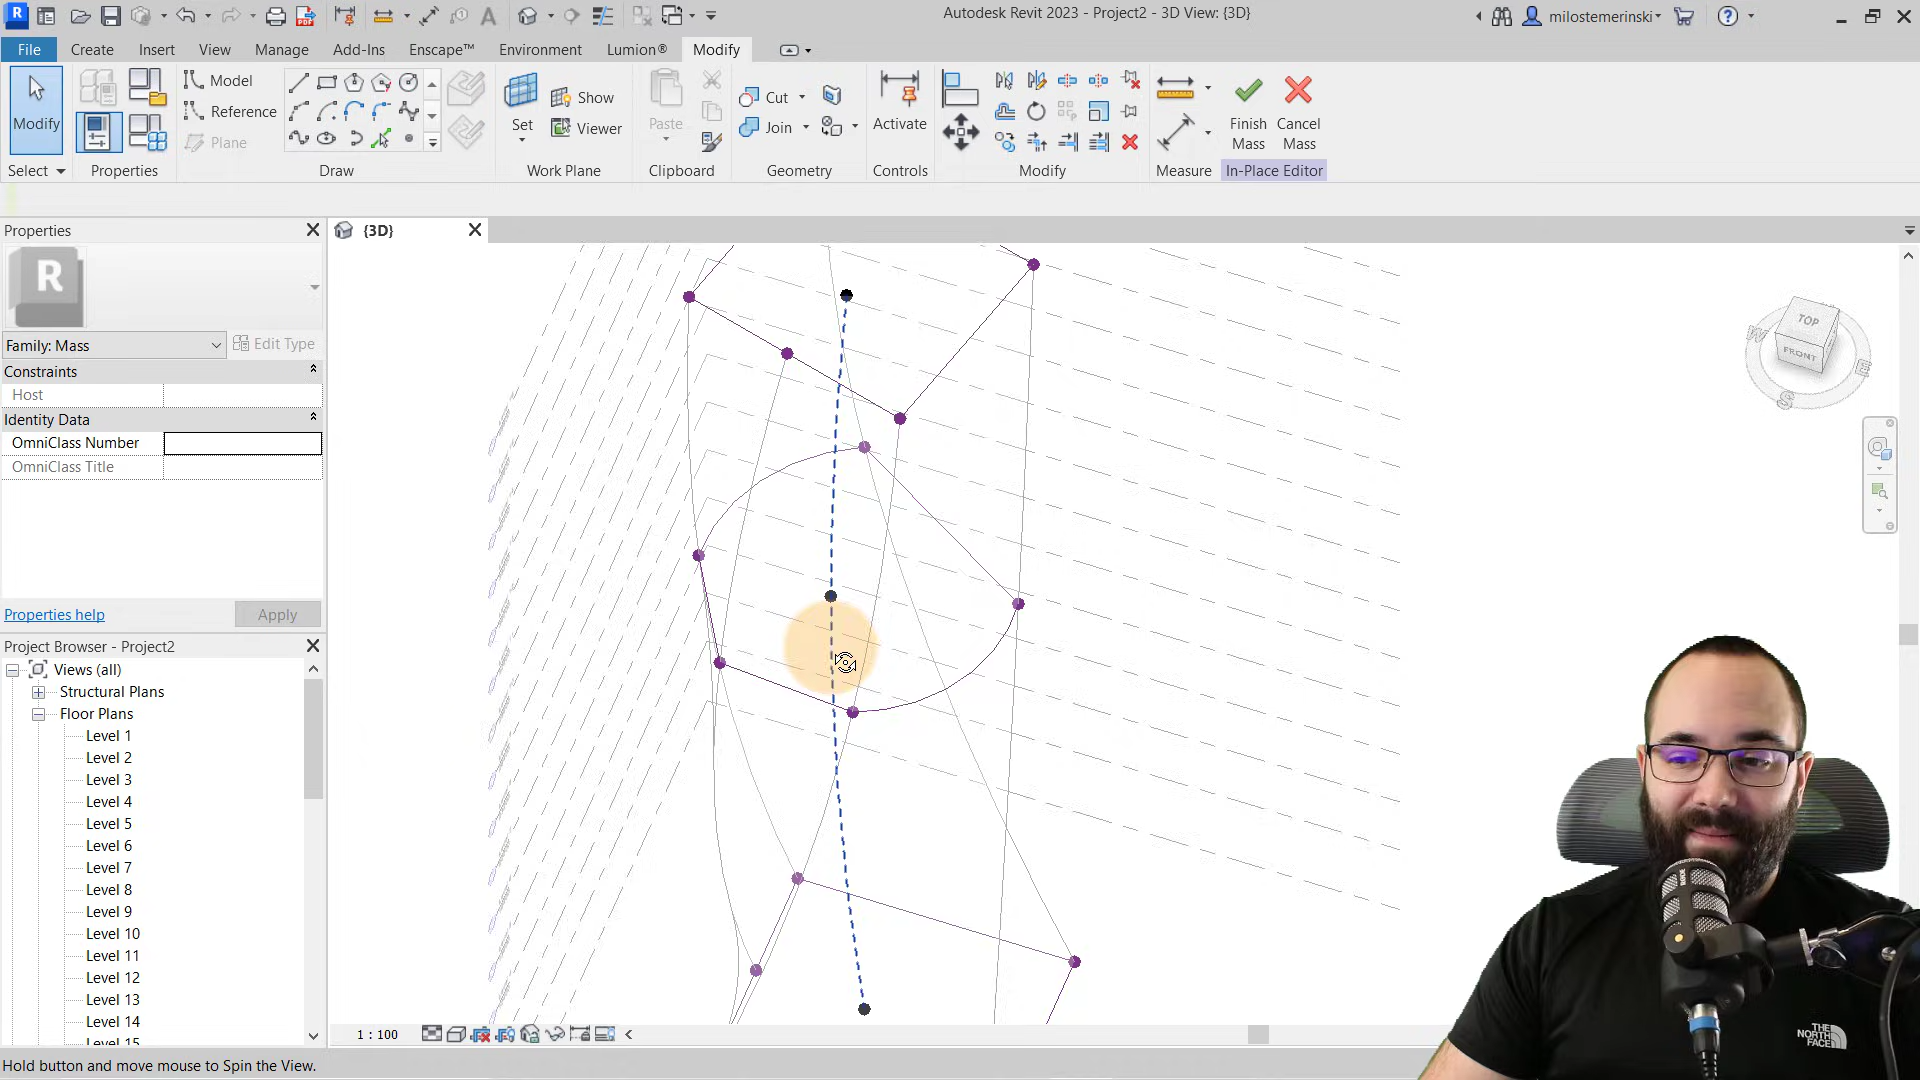 Autodesk Revit 2023 - Project2 - 3D View: {3D}
milostemerinski
File Create Insert View Manage Add-Ins Enscape™ Environment Lumion® Modify
Modify
Select
Properties
Model
Reference
Plane
Draw
Set
Show
Viewer
Work Plane
Paste
Clipboard
Cut
Join
Geometry
Activate
Controls
Modify
Measure
Finish Mass
Cancel Mass
In-Place Editor
Properties
{3D}
R
Family: Mass
Edit Type
Constraints
Host
Identity Data
OmniClass Number
OmniClass Title
Properties help
Apply
Project Browser - Project2
Views (all)
Structural Plans
Floor Plans
Level 1
Level 2
Level 3
Level 4
Level 5
Level 6
Level 7
Level 8
Level 9
Level 10
Level 11
Level 12
Level 13
Level 14
Level 15
TOP
FRONT
W
E
S
1 : 100
Hold button and move mouse to Spin the View.
RØDE
THE
NORTH
FACE